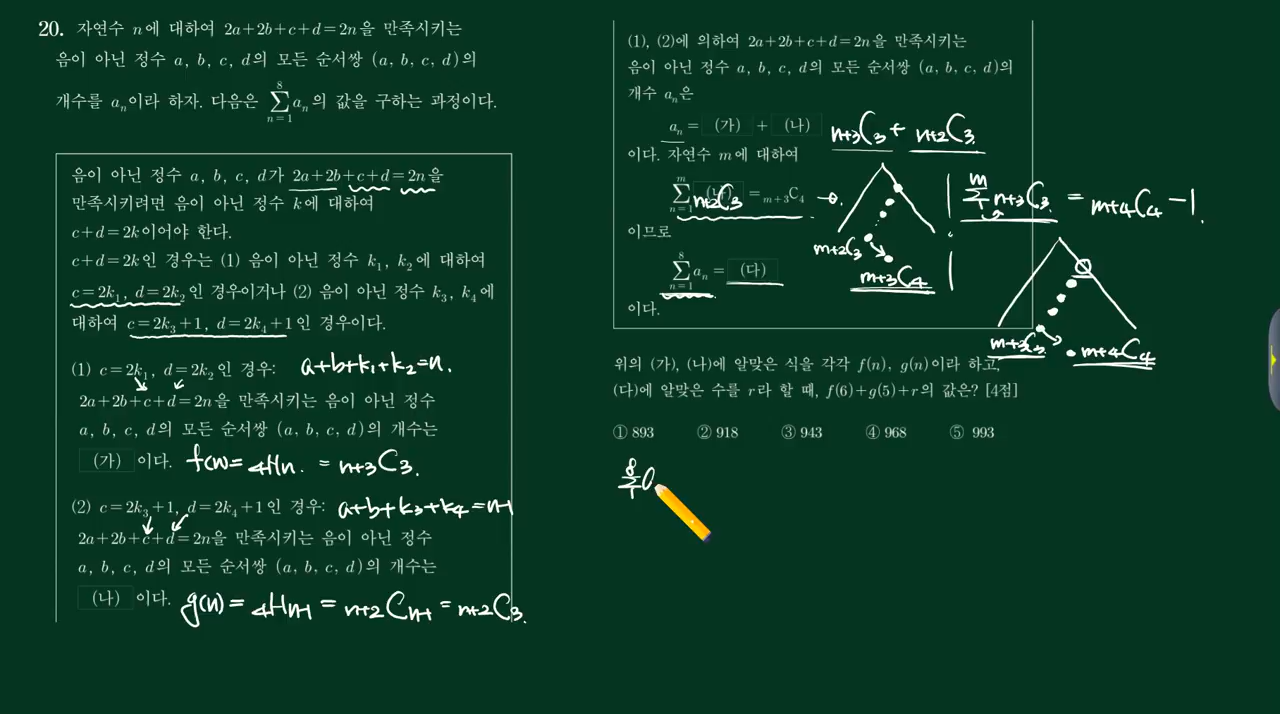 20. 자연수 n에 대하여 2a+2b+c+d=2n을 만족시키는
음이 아닌 정수 a, b, c, d의 모든 순서쌍 (a, b, c, d)의
개수를 aₙ이라 하자. 다음은 ∑_{n=1}^{8} aₙ의 값을 구하는 과정이다.
음이 아닌 정수 a, b, c, d가 2a+2b+c+d=2n을
만족시키려면 음이 아닌 정수 k에 대하여
c+d=2k이어야 한다.
c+d=2k인 경우는 (1) 음이 아닌 정수 k₁, k₂에 대하여
c=2k₁, d=2k₂인 경우이거나 (2) 음이 아닌 정수 k₃, k₄에
대하여 c=2k₃+1, d=2k₄+1인 경우이다.
(1) c=2k₁, d=2k₂인 경우: a+b+k₁+k₂=n.
2a+2b+c+d=2n을 만족시키는 음이 아닌 정수
a, b, c, d의 모든 순서쌍 (a, b, c, d)의 개수는
(가) 이다. f(n)= ₄Hₙ. = ₙ₊₃C₃.
(2) c=2k₃+1, d=2k₄+1인 경우: a+b+k₃+k₄=n-1
2a+2b+c+d=2n을 만족시키는 음이 아닌 정수
a, b, c, d의 모든 순서쌍 (a, b, c, d)의 개수는
(나) 이다. g(n)= ₄Hₙ₋₁ = ₙ₊₂Cₙ₋₁ = ₙ₊₂C₃.
(1), (2)에 의하여 2a+2b+c+d=2n을 만족시키는
음이 아닌 정수 a, b, c, d의 모든 순서쌍 (a, b, c, d)의
개수 aₙ은
aₙ= (가) + (나) ₙ₊₃C₃ + ₙ₊₂C₃.
이다. 자연수 m에 대하여
∑_{n=1}^{m} (나) ₙ₊₂C₃ = ₘ₊₃C₄
∑_{1}^{m} ₙ₊₃C₃ = ₘ₊₄C₄ -1.
이므로
ₘ₊₂C₃
ₘ₊₃C₄
∑_{n=1}^{8} aₙ= (다)
이다.
ₘ₊₃C₃
ₘ₊₄C₄
위의 (가), (나)에 알맞은 식을 각각 f(n), g(n)이라 하고,
(다)에 알맞은 수를 r라 할 때, f(6)+g(5)+r의 값은? [4점]
① 893 ② 918 ③ 943 ④ 968 ⑤ 993
∑_{1}^{8}